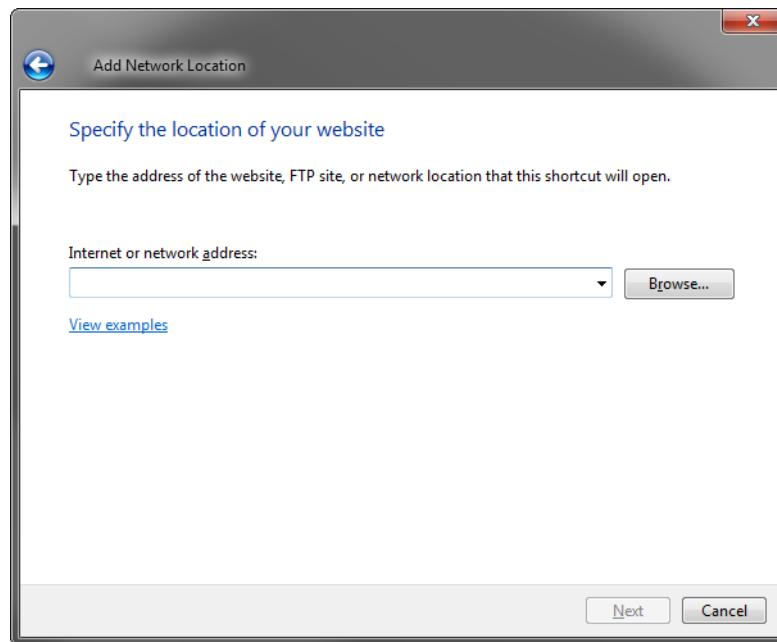 Add Network Location
Specify the location of your website
Type the address of the website, FTP site, or network location that this shortcut will open.
Internet or network address:
Browse...
View examples
Next
Cancel